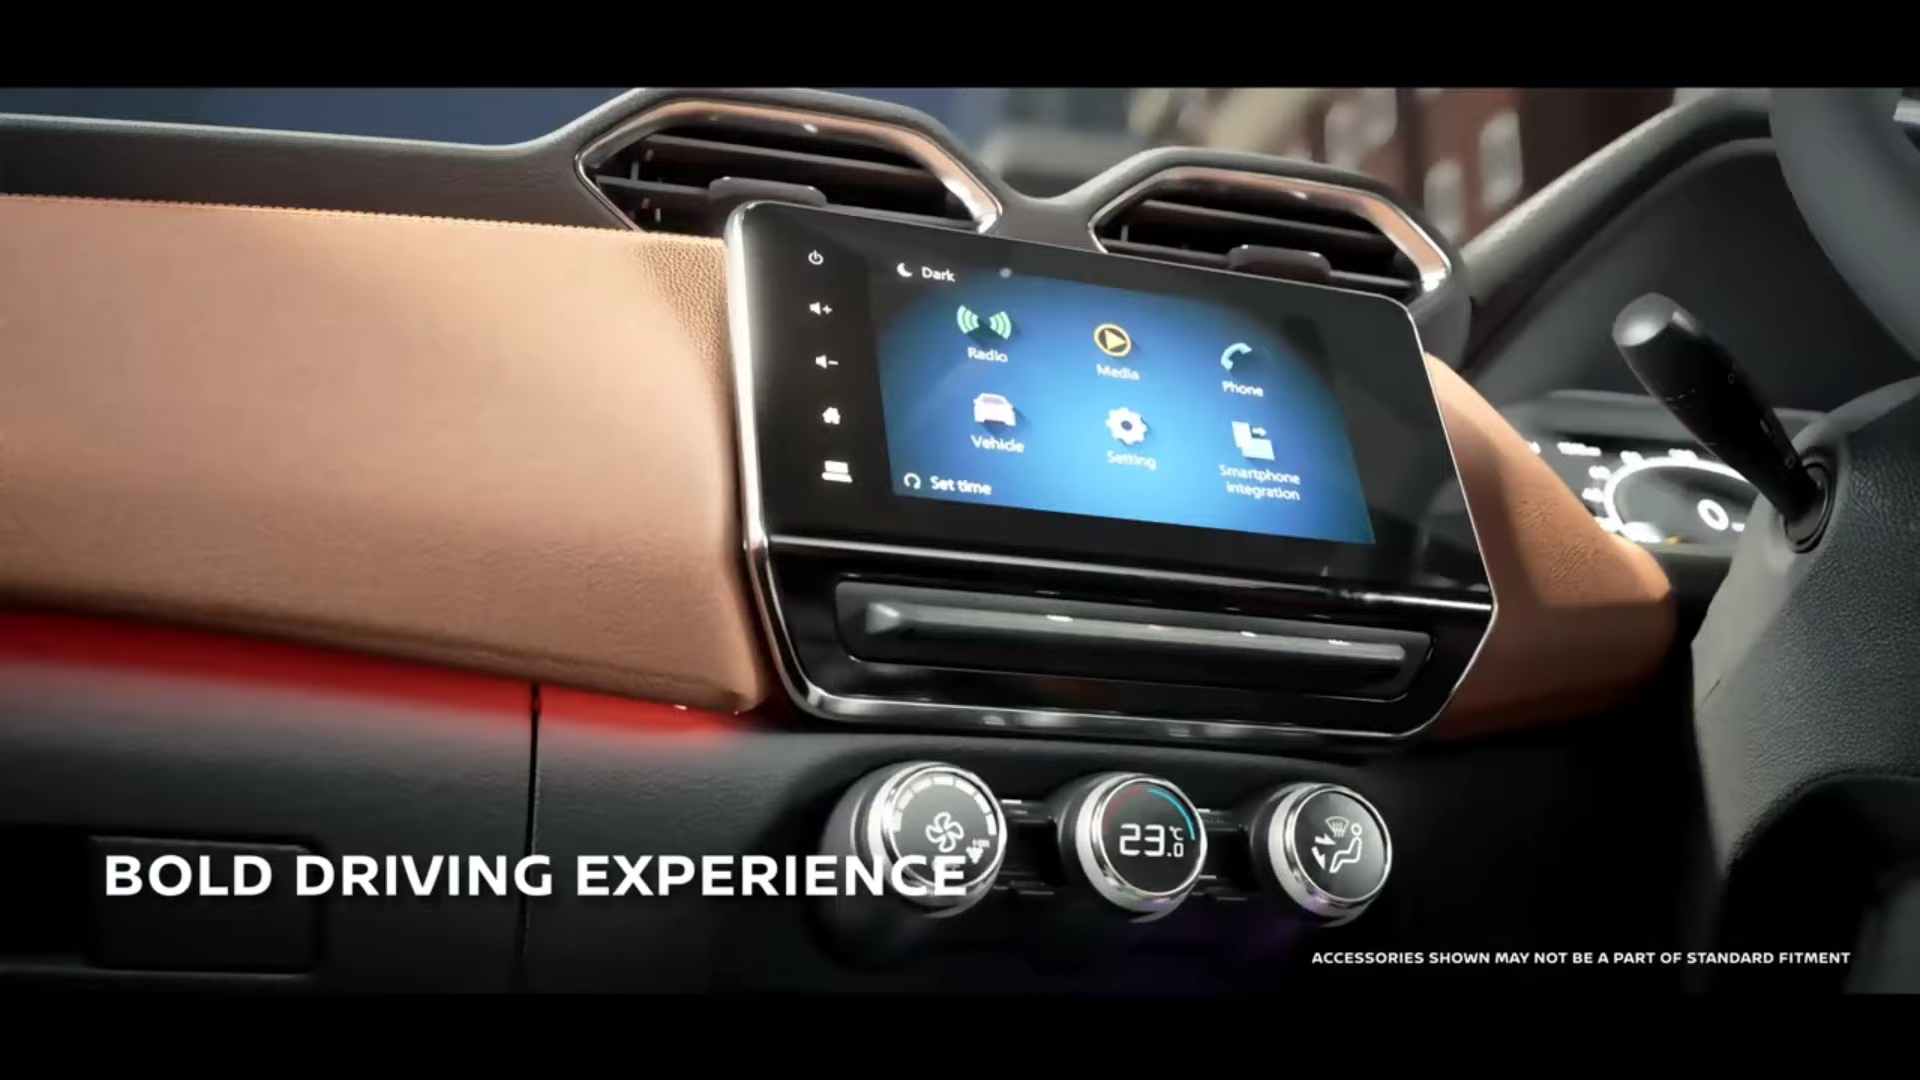 Dark
Radio
Media
Phone
Vehicle
Setting
Smartphone
integration
Set time
0
23.0 °C
BOLD DRIVING EXPERIENCE
ACCESSORIES SHOWN MAY NOT BE A PART OF STANDARD FITMENT